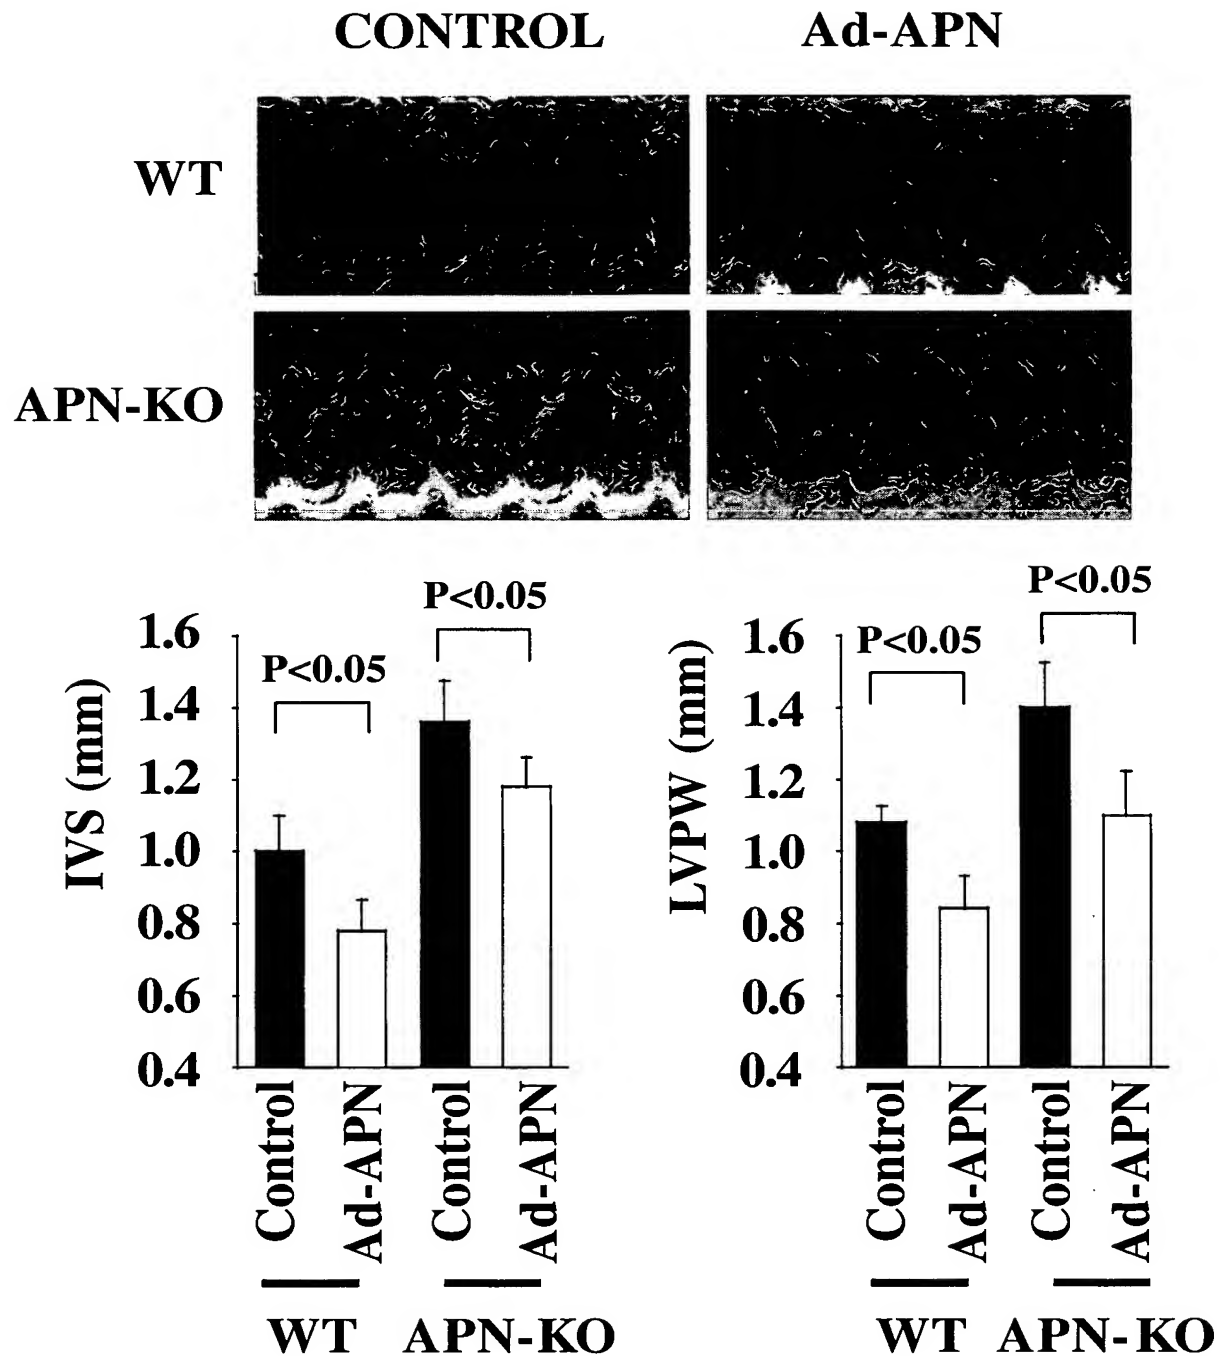 CONTROL Ad-APN
WT
APN-KO
P<0.05
P<0.05
IVS (mm)
1.6
1.4
1.2
1.0
0.8
0.6
0.4
Control
Ad-APN
Control
Ad-APN
WT APN-KO
P<0.05
P<0.05
LVPW (mm)
1.6
1.4
1.2
1.0
0.8
0.6
0.4
Control
Ad-APN
Control
Ad-APN
WT APN-KO